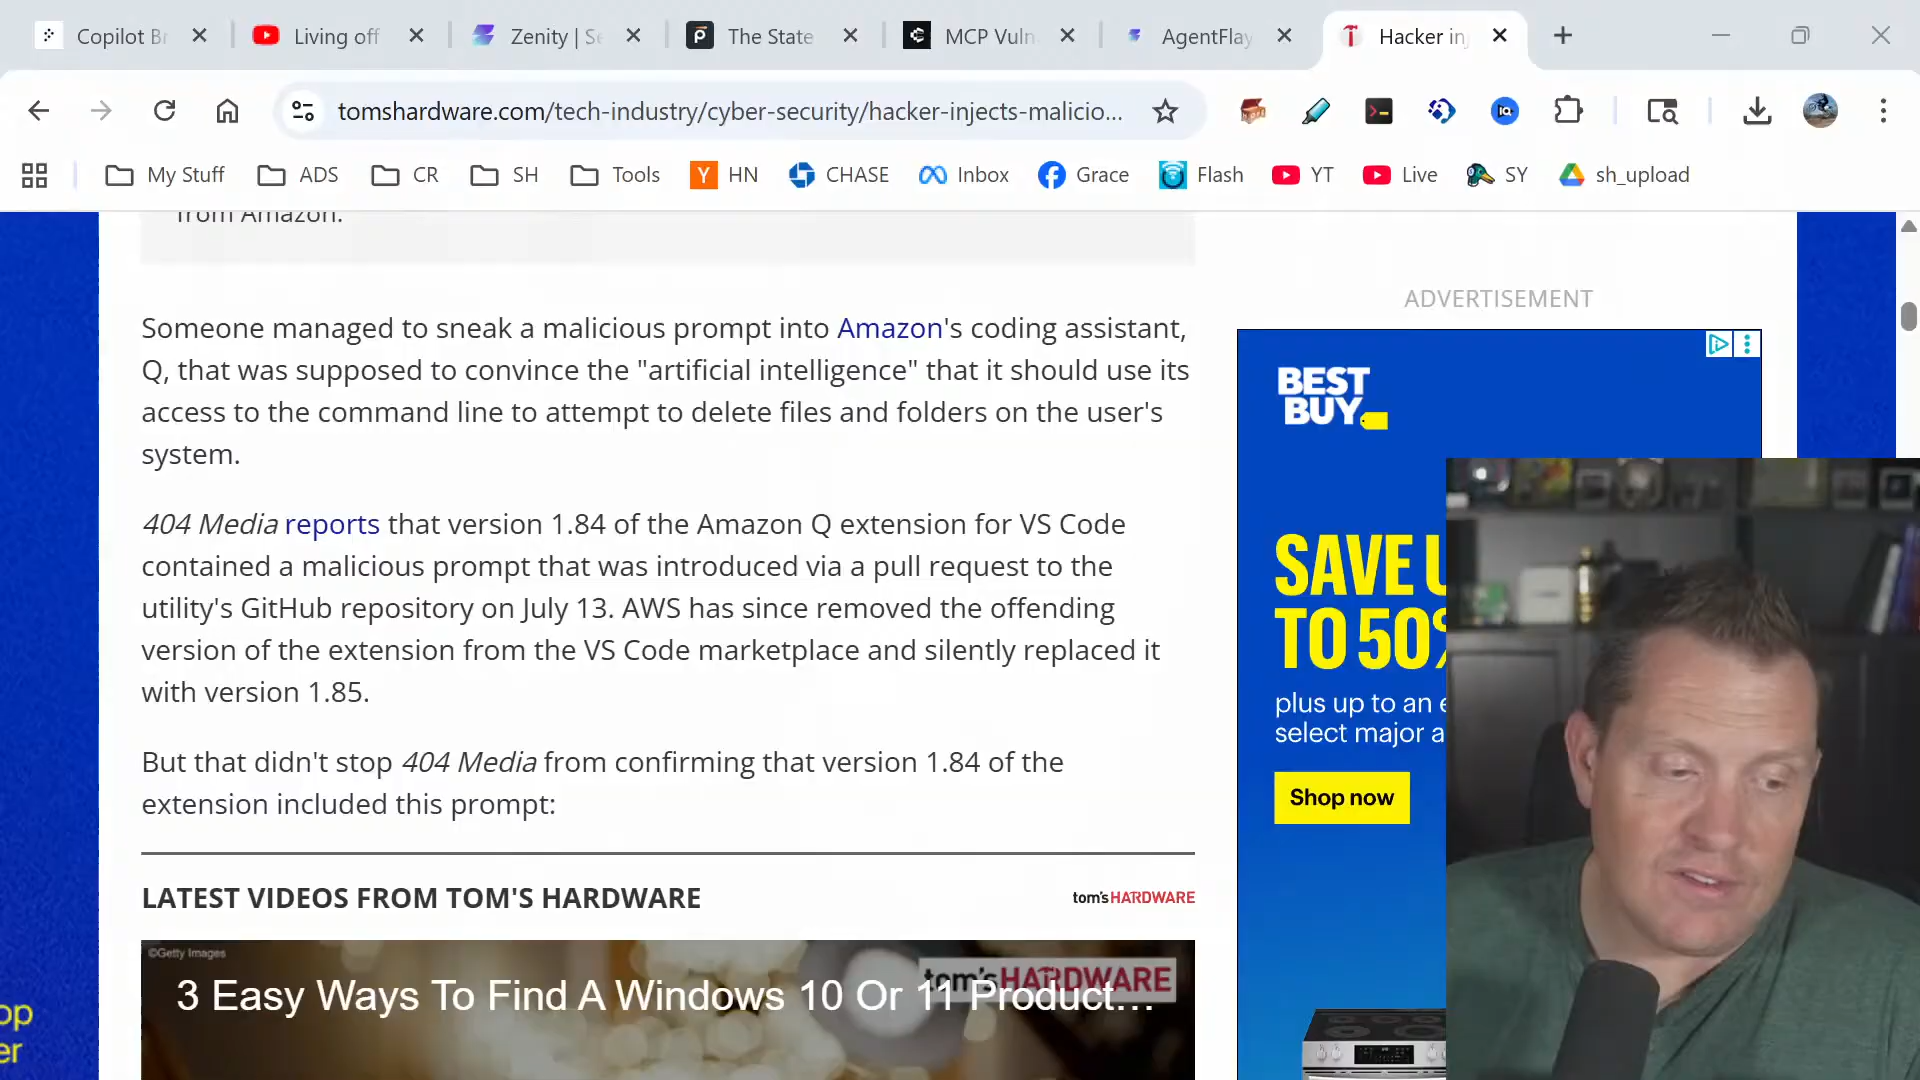 Copilot Br
Living off
Zenity | Se
The State
MCP Vuln
AgentFlay
Hacker inj
tomshardware.com/tech-industry/cyber-security/hacker-injects-malicio...
My Stuff
ADS
CR
SH
Tools
HN
CHASE
Inbox
Grace
Flash
YT
Live
SY
sh_upload
from Amazon.
Someone managed to sneak a malicious prompt into Amazon's coding assistant,
Q, that was supposed to convince the "artificial intelligence" that it should use its
access to the command line to attempt to delete files and folders on the user's
system.
404 Media reports that version 1.84 of the Amazon Q extension for VS Code
contained a malicious prompt that was introduced via a pull request to the
utility's GitHub repository on July 13. AWS has since removed the offending
version of the extension from the VS Code marketplace and silently replaced it
with version 1.85.
But that didn't stop 404 Media from confirming that version 1.84 of the
extension included this prompt:
LATEST VIDEOS FROM TOM'S HARDWARE
tom's HARDWARE
©Getty Images
tom's HARDWARE
3 Easy Ways To Find A Windows 10 Or 11 Product...
ADVERTISEMENT
BEST
BUY
SAVE U
TO 50%
plus up to an e
select major a
Shop now
op
er